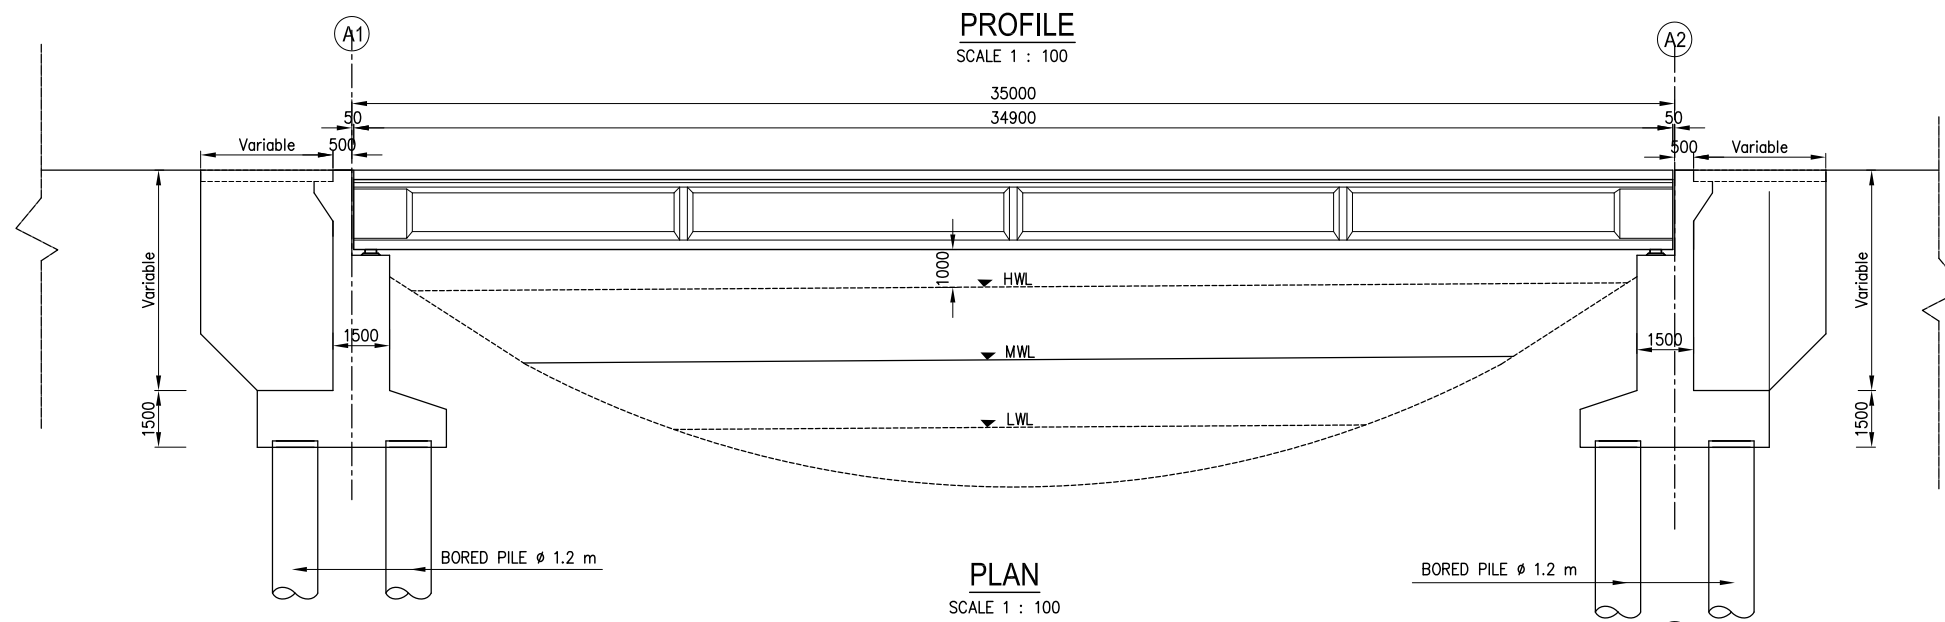 PROFILE
SCALE 1 : 100
A1
A2
35000
50
34900
50
Variable
500
500
Variable
Variable
1000
HWL
Variable
1500
MWL
1500
1500
LWL
1500
BORED PILE ø 1.2 m
BORED PILE ø 1.2 m
PLAN
SCALE 1 : 100